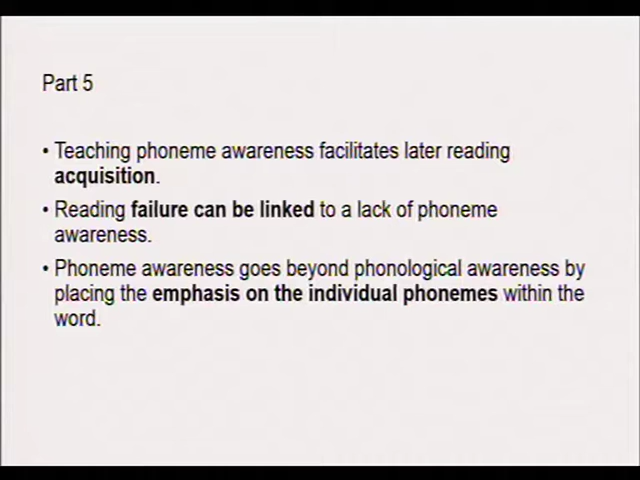 Part 5
• Teaching phoneme awareness facilitates later reading
acquisition.
• Reading failure can be linked to a lack of phoneme
awareness.
• Phoneme awareness goes beyond phonological awareness by
placing the emphasis on the individual phonemes within the
word.